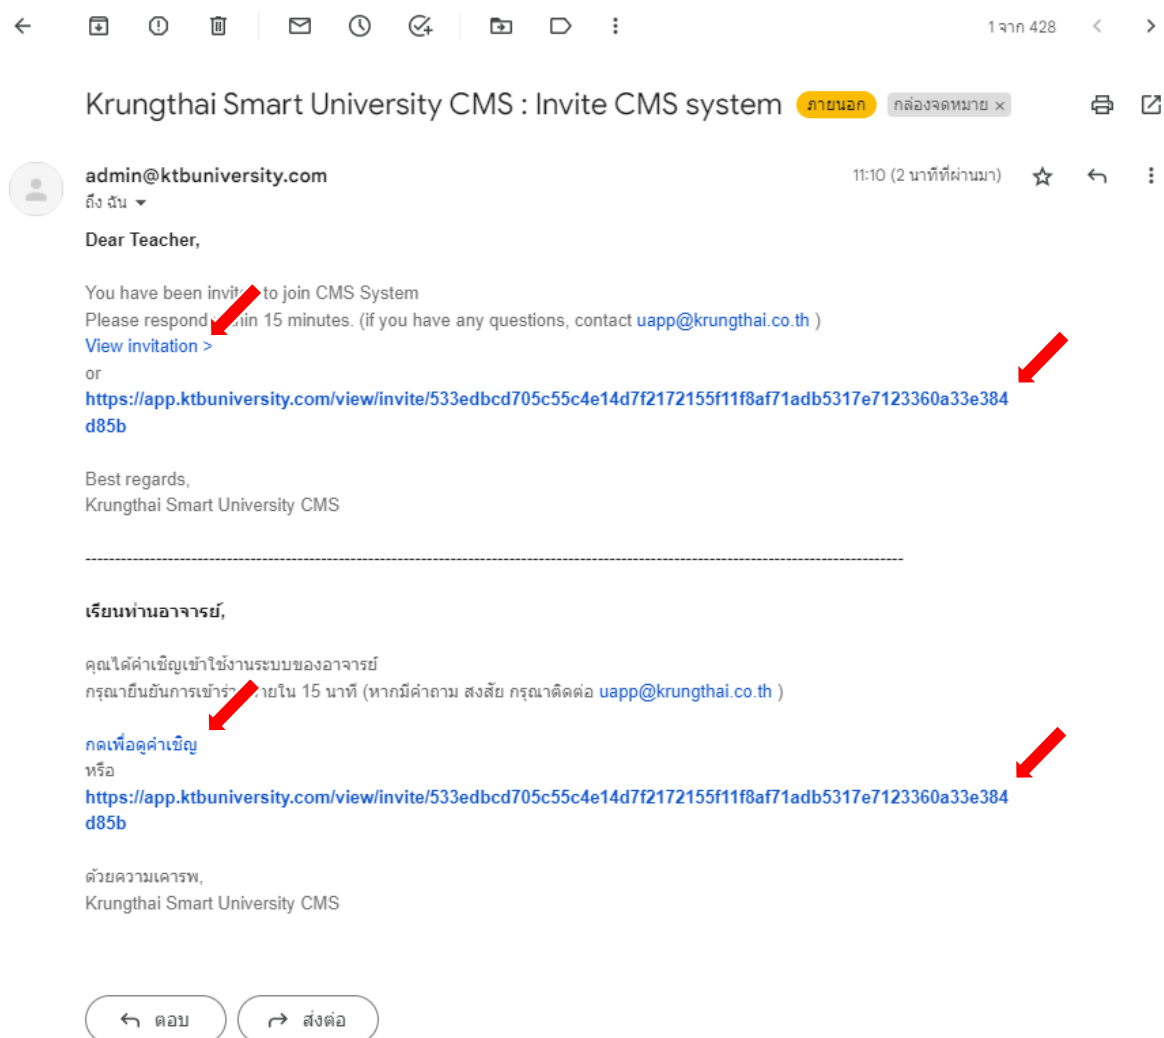 1 จาก 428
Krungthai Smart University CMS : Invite CMS system ภายนอก กล่องจดหมาย ×
admin@ktbuniversity.com 11:10 (2 นาทีที่ผ่านมา)
ถึง ฉัน
Dear Teacher,
You have been to join CMS System
Please respond 15 minutes. (if you have any questions, contact uapp@krungthai.co.th )
View invitation >
or
https://app.ktbuniversity.com/view/invite/533edbcd705c55c4e14d7f2172155f11f8af71adb5317e7123360a33e384
d85b
Best regards,
Krungthai Smart University CMS
---------------------------------------------------------------------------------------------------------------------------------------------
เรียนท่านอาจารย์,
คุณได้คำเชิญเข้าใช้งานระบบของอาจารย์
กรุณายืนยันการเข้า 15 นาที (หากมีคำถาม สงสัย กรุณาติดต่อ uapp@krungthai.co.th )
กดเพื่อดูคำเชิญ
หรือ
https://app.ktbuniversity.com/view/invite/533edbcd705c55c4e14d7f2172155f11f8af71adb5317e7123360a33e384
d85b
ด้วยความเคารพ,
Krungthai Smart University CMS
ตอบ ส่งต่อ